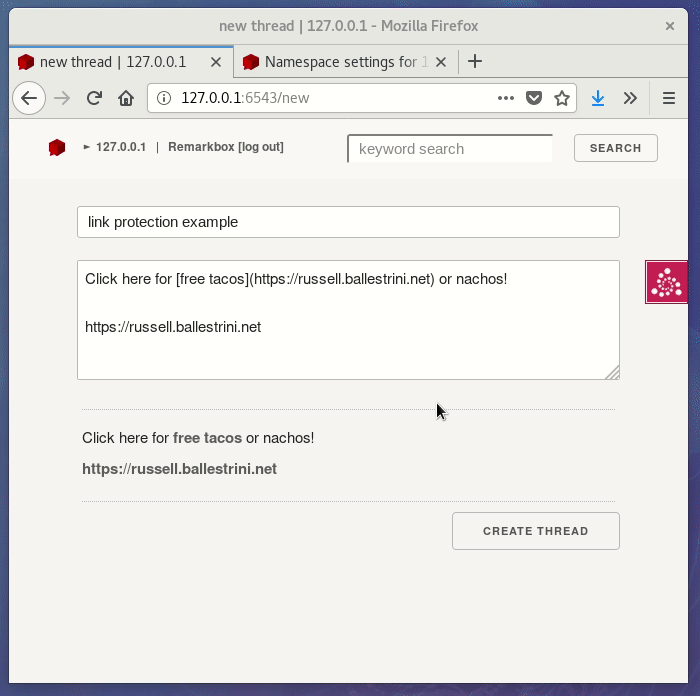 new thread | 127.0.0.1 - Mozilla Firefox
new thread | 127.0.0.1
Namespace settings for 1
127.0.0.1:6543/new
127.0.0.1 | Remarkbox [log out]
keyword search
SEARCH
link protection example
Click here for [free tacos](https://russell.ballestrini.net) or nachos!
https://russell.ballestrini.net
Click here for free tacos or nachos!
https://russell.ballestrini.net
CREATE THREAD